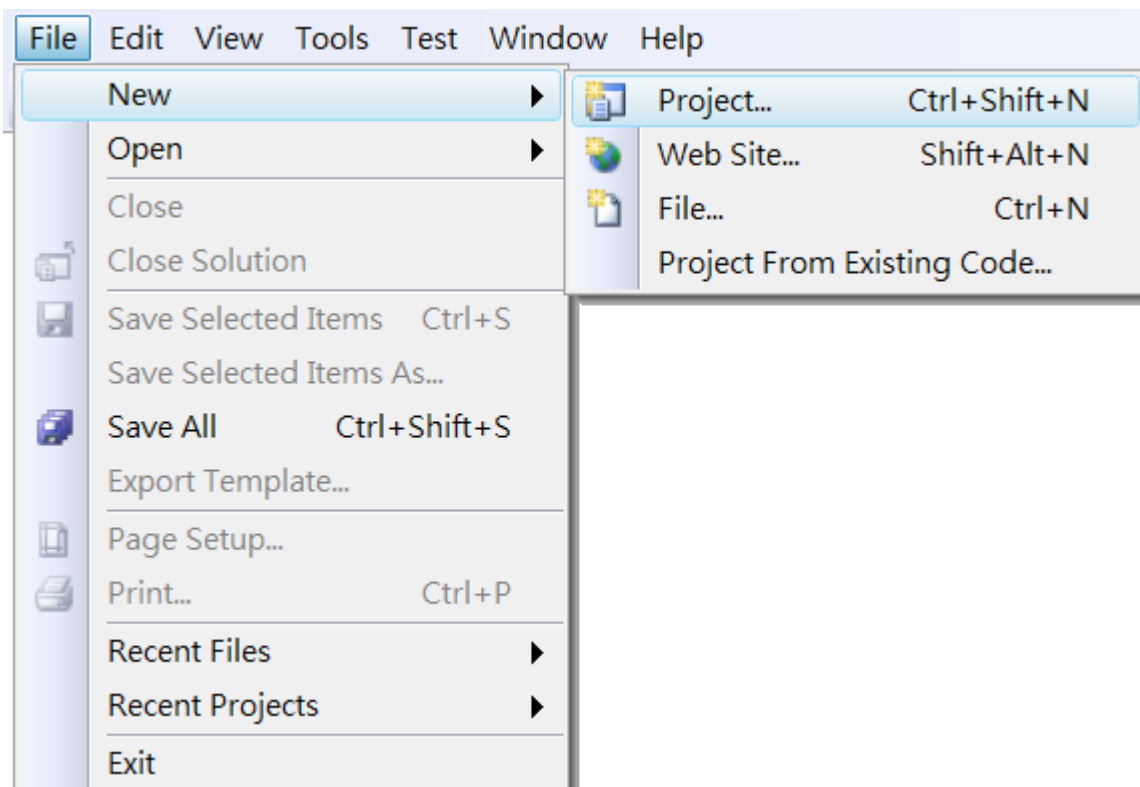 File Edit View Tools Test Window Help
New
Open
Close
Close Solution
Save Selected Items Ctrl+S
Save Selected Items As...
Save All Ctrl+Shift+S
Export Template...
Page Setup...
Print... Ctrl+P
Recent Files
Recent Projects
Exit
Project... Ctrl+Shift+N
Web Site... Shift+Alt+N
File... Ctrl+N
Project From Existing Code...